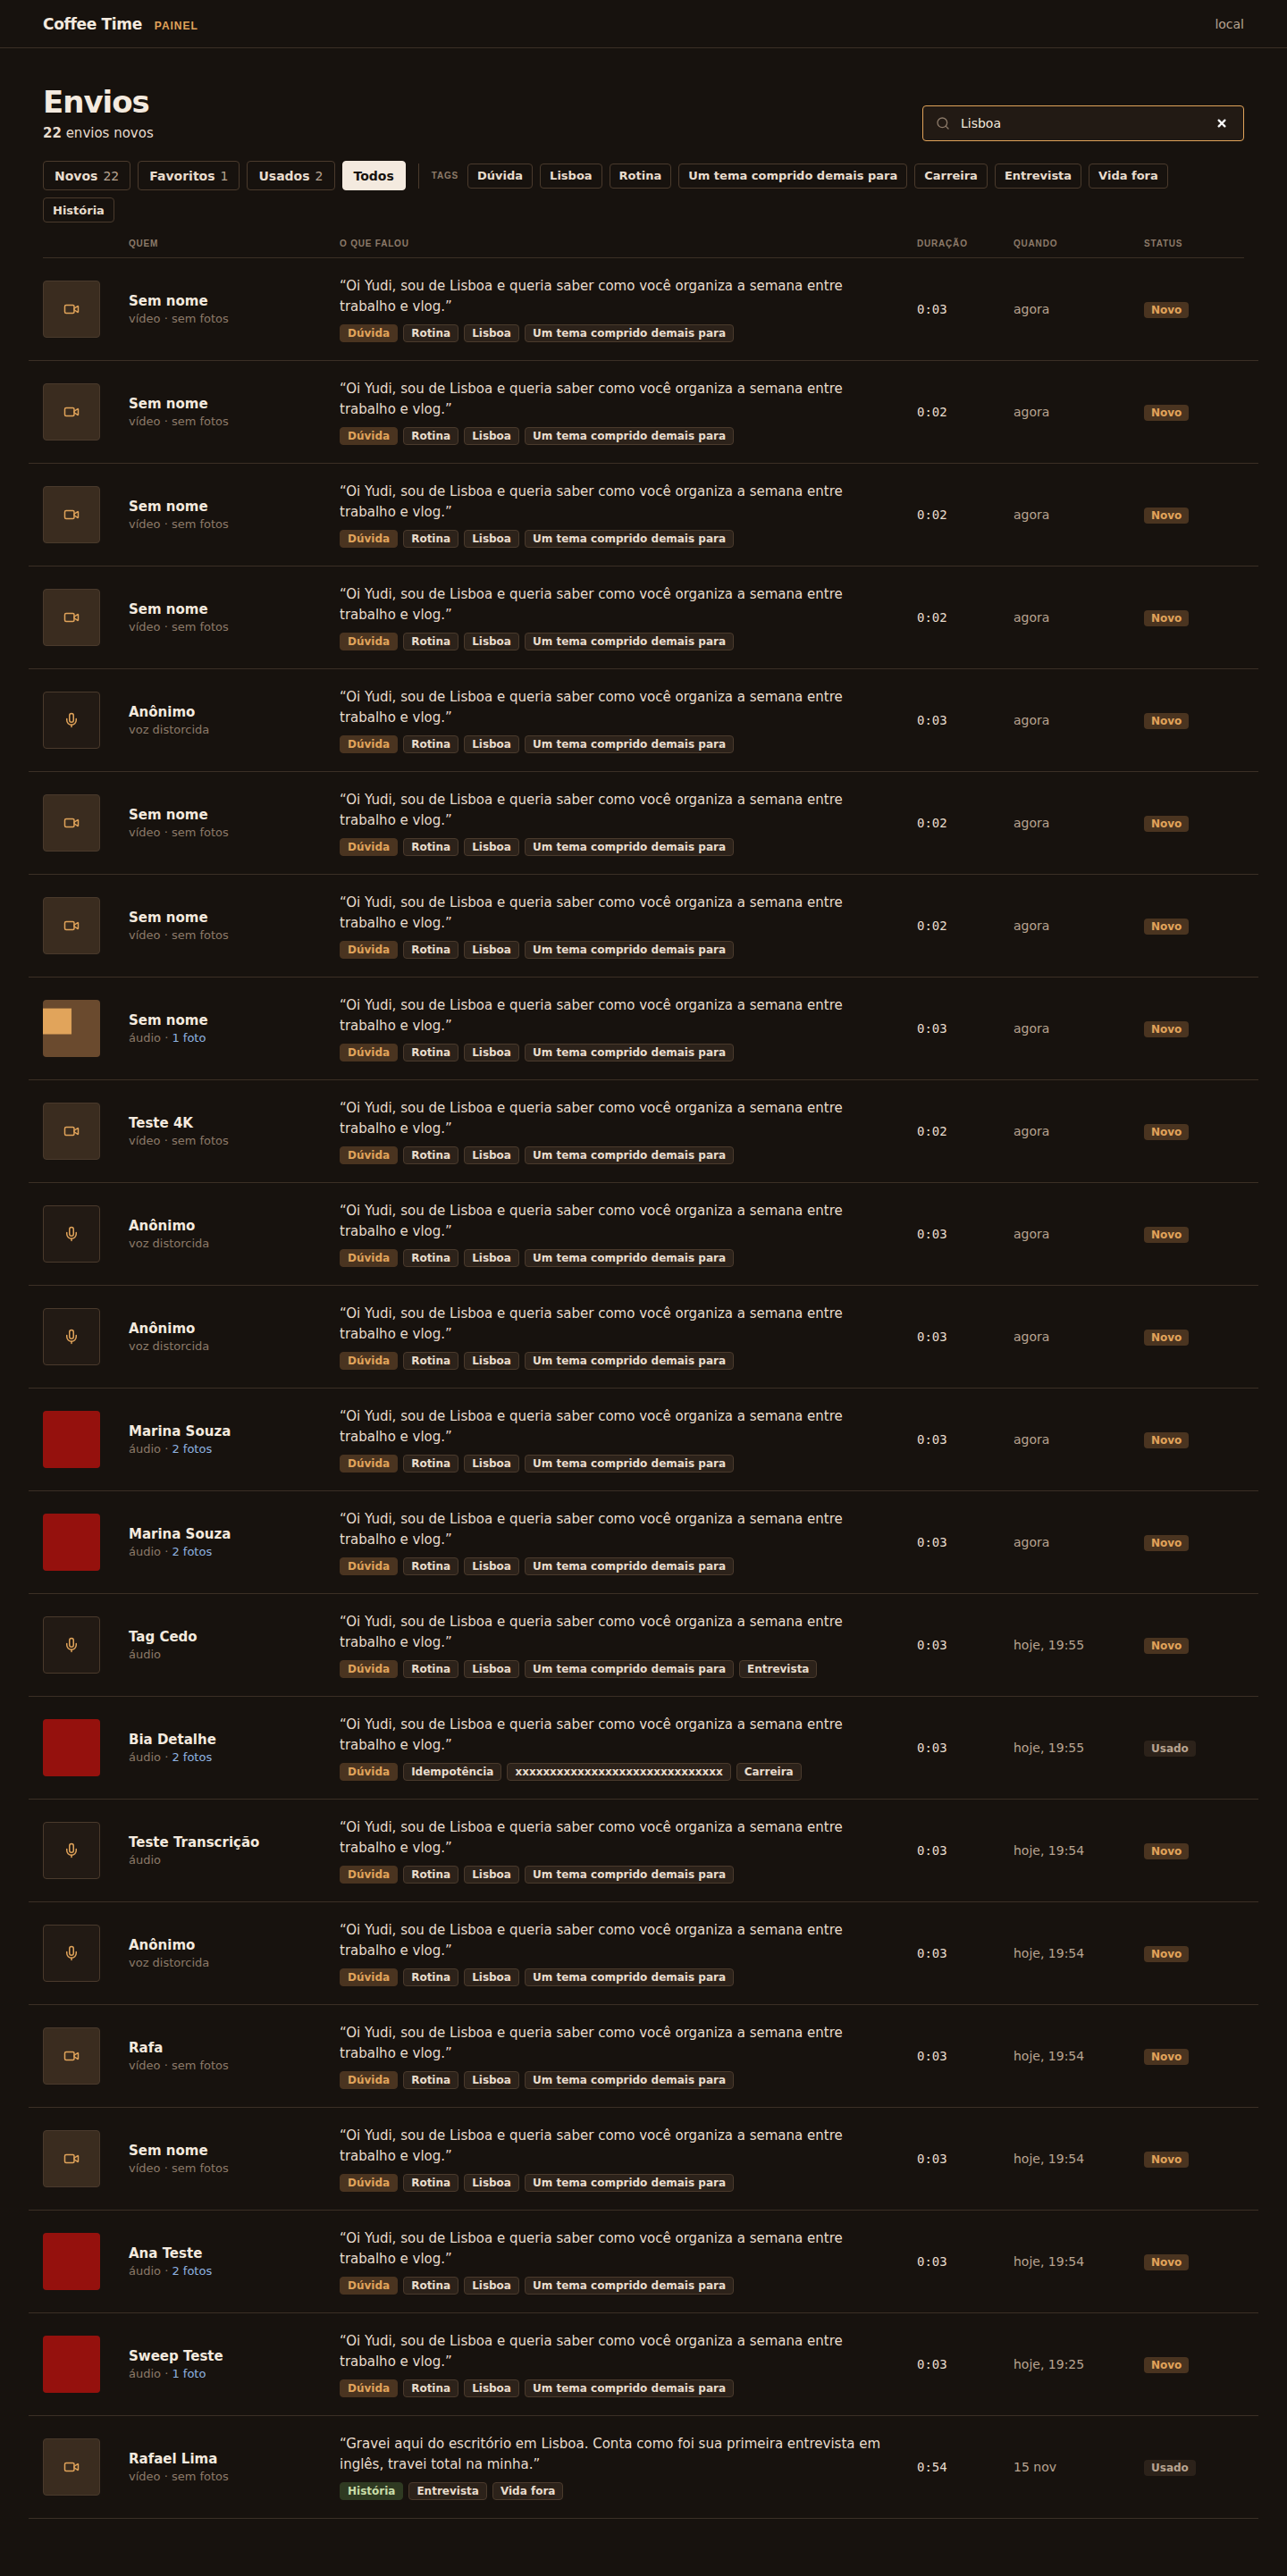 Coffee Time PAINEL
local
Envios
22 envios novos
Lisboa
Novos 22 Favoritos 1 Usados 2 Todos TAGS Dúvida Lisboa Rotina Um tema comprido demais para Carreira Entrevista Vida fora
História
QUEM O QUE FALOU DURAÇÃO QUANDO STATUS
Sem nome
vídeo · sem fotos
“Oi Yudi, sou de Lisboa e queria saber como você organiza a semana entre
trabalho e vlog.”
Dúvida Rotina Lisboa Um tema comprido demais para
0:03 agora Novo
Sem nome
vídeo · sem fotos
“Oi Yudi, sou de Lisboa e queria saber como você organiza a semana entre
trabalho e vlog.”
Dúvida Rotina Lisboa Um tema comprido demais para
0:02 agora Novo
Sem nome
vídeo · sem fotos
“Oi Yudi, sou de Lisboa e queria saber como você organiza a semana entre
trabalho e vlog.”
Dúvida Rotina Lisboa Um tema comprido demais para
0:02 agora Novo
Sem nome
vídeo · sem fotos
“Oi Yudi, sou de Lisboa e queria saber como você organiza a semana entre
trabalho e vlog.”
Dúvida Rotina Lisboa Um tema comprido demais para
0:02 agora Novo
Anônimo
voz distorcida
“Oi Yudi, sou de Lisboa e queria saber como você organiza a semana entre
trabalho e vlog.”
Dúvida Rotina Lisboa Um tema comprido demais para
0:03 agora Novo
Sem nome
vídeo · sem fotos
“Oi Yudi, sou de Lisboa e queria saber como você organiza a semana entre
trabalho e vlog.”
Dúvida Rotina Lisboa Um tema comprido demais para
0:02 agora Novo
Sem nome
vídeo · sem fotos
“Oi Yudi, sou de Lisboa e queria saber como você organiza a semana entre
trabalho e vlog.”
Dúvida Rotina Lisboa Um tema comprido demais para
0:02 agora Novo
Sem nome
áudio · 1 foto
“Oi Yudi, sou de Lisboa e queria saber como você organiza a semana entre
trabalho e vlog.”
Dúvida Rotina Lisboa Um tema comprido demais para
0:03 agora Novo
Teste 4K
vídeo · sem fotos
“Oi Yudi, sou de Lisboa e queria saber como você organiza a semana entre
trabalho e vlog.”
Dúvida Rotina Lisboa Um tema comprido demais para
0:02 agora Novo
Anônimo
voz distorcida
“Oi Yudi, sou de Lisboa e queria saber como você organiza a semana entre
trabalho e vlog.”
Dúvida Rotina Lisboa Um tema comprido demais para
0:03 agora Novo
Anônimo
voz distorcida
“Oi Yudi, sou de Lisboa e queria saber como você organiza a semana entre
trabalho e vlog.”
Dúvida Rotina Lisboa Um tema comprido demais para
0:03 agora Novo
Marina Souza
áudio · 2 fotos
“Oi Yudi, sou de Lisboa e queria saber como você organiza a semana entre
trabalho e vlog.”
Dúvida Rotina Lisboa Um tema comprido demais para
0:03 agora Novo
Marina Souza
áudio · 2 fotos
“Oi Yudi, sou de Lisboa e queria saber como você organiza a semana entre
trabalho e vlog.”
Dúvida Rotina Lisboa Um tema comprido demais para
0:03 agora Novo
Tag Cedo
áudio
“Oi Yudi, sou de Lisboa e queria saber como você organiza a semana entre
trabalho e vlog.”
Dúvida Rotina Lisboa Um tema comprido demais para Entrevista
0:03 hoje, 19:55 Novo
Bia Detalhe
áudio · 2 fotos
“Oi Yudi, sou de Lisboa e queria saber como você organiza a semana entre
trabalho e vlog.”
Dúvida Idempotência xxxxxxxxxxxxxxxxxxxxxxxxxxxxxx Carreira
0:03 hoje, 19:55 Usado
Teste Transcrição
áudio
“Oi Yudi, sou de Lisboa e queria saber como você organiza a semana entre
trabalho e vlog.”
Dúvida Rotina Lisboa Um tema comprido demais para
0:03 hoje, 19:54 Novo
Anônimo
voz distorcida
“Oi Yudi, sou de Lisboa e queria saber como você organiza a semana entre
trabalho e vlog.”
Dúvida Rotina Lisboa Um tema comprido demais para
0:03 hoje, 19:54 Novo
Rafa
vídeo · sem fotos
“Oi Yudi, sou de Lisboa e queria saber como você organiza a semana entre
trabalho e vlog.”
Dúvida Rotina Lisboa Um tema comprido demais para
0:03 hoje, 19:54 Novo
Sem nome
vídeo · sem fotos
“Oi Yudi, sou de Lisboa e queria saber como você organiza a semana entre
trabalho e vlog.”
Dúvida Rotina Lisboa Um tema comprido demais para
0:03 hoje, 19:54 Novo
Ana Teste
áudio · 2 fotos
“Oi Yudi, sou de Lisboa e queria saber como você organiza a semana entre
trabalho e vlog.”
Dúvida Rotina Lisboa Um tema comprido demais para
0:03 hoje, 19:54 Novo
Sweep Teste
áudio · 1 foto
“Oi Yudi, sou de Lisboa e queria saber como você organiza a semana entre
trabalho e vlog.”
Dúvida Rotina Lisboa Um tema comprido demais para
0:03 hoje, 19:25 Novo
Rafael Lima
vídeo · sem fotos
“Gravei aqui do escritório em Lisboa. Conta como foi sua primeira entrevista em
inglês, travei total na minha.”
História Entrevista Vida fora
0:54 15 nov Usado